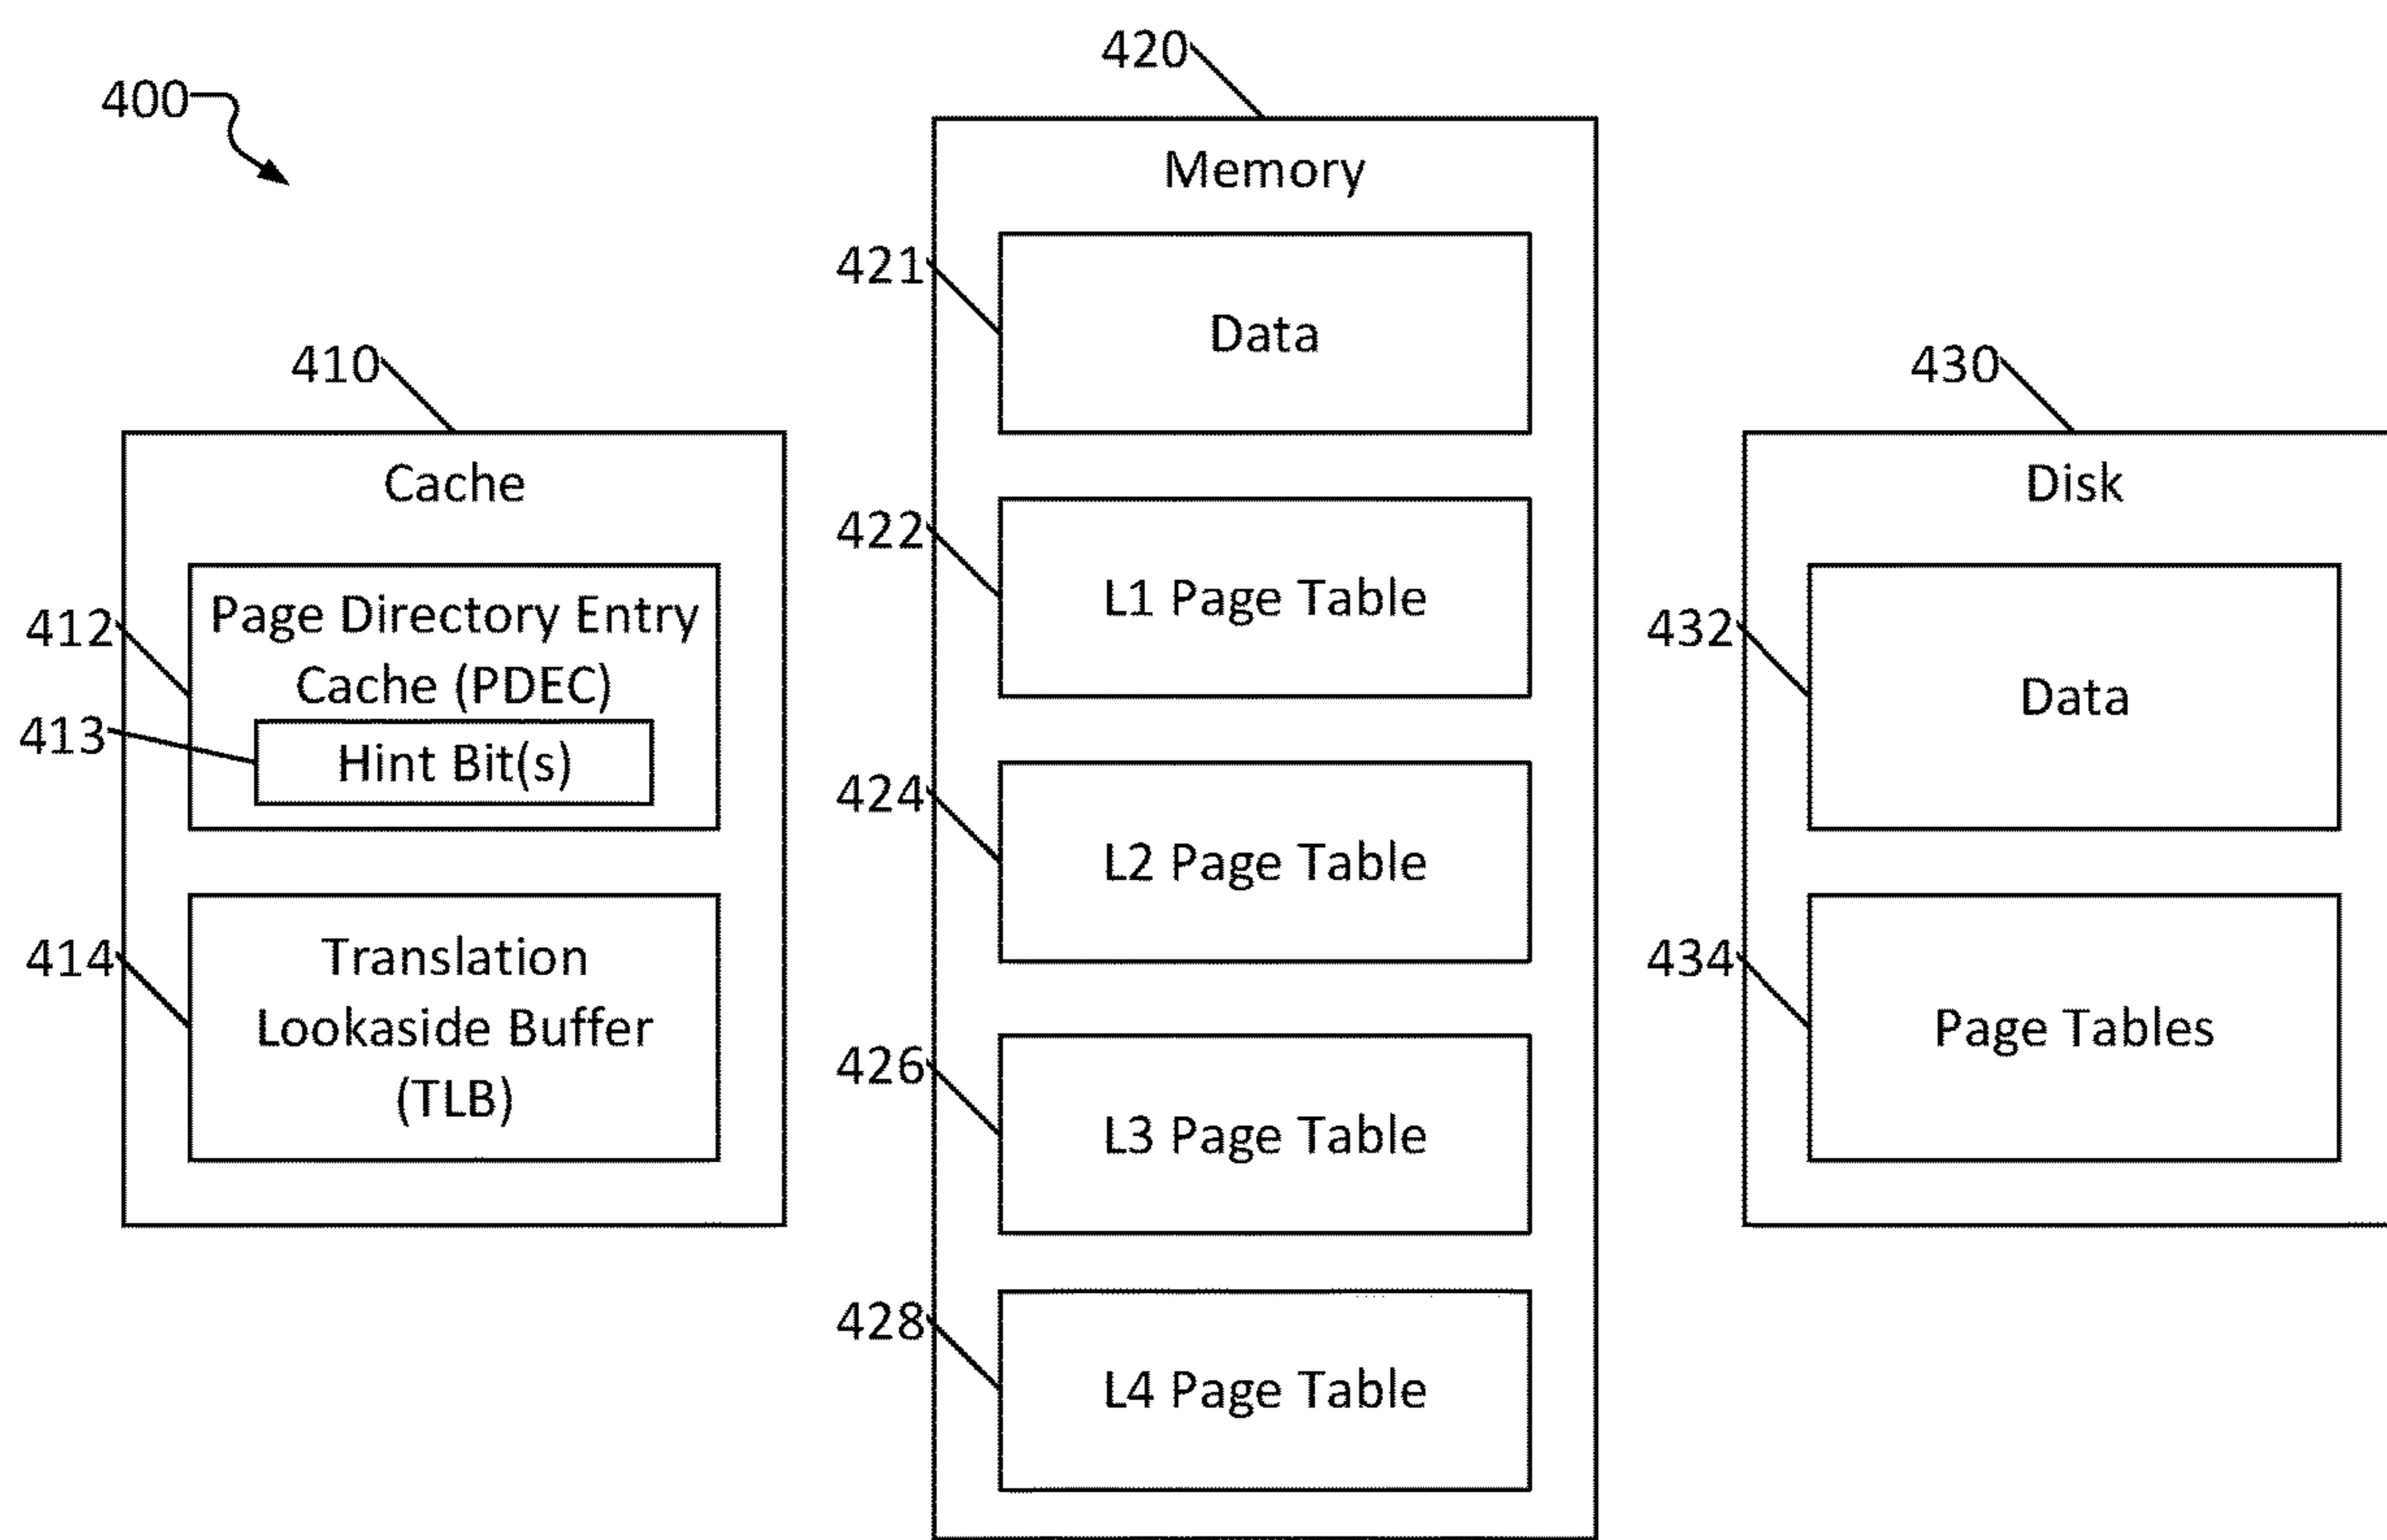 400
410
Cache
412
Page Directory Entry
Cache (PDEC)
413
Hint Bit(s)
414
Translation
Lookaside Buffer
(TLB)
420
Memory
421
Data
422
L1 Page Table
424
L2 Page Table
426
L3 Page Table
428
L4 Page Table
430
Disk
432
Data
434
Page Tables